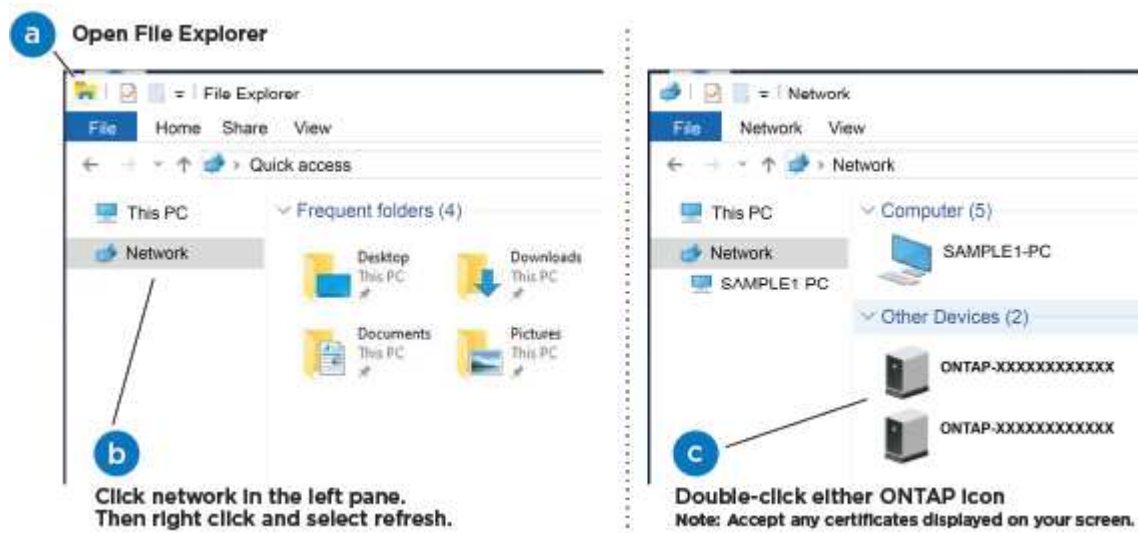 a
Open File Explorer
File Explorer
File Home Share View
Quick access
This PC
Network
Frequent folders (4)
Desktop
This PC
Downloads
This PC
Documents
This PC
Pictures
This PC
b
Click network in the left pane.
Then right click and select refresh.
Network
File Network View
Network
This PC
Network
SAMPLE1 PC
Computer (5)
SAMPLE1-PC
Other Devices (2)
ONTAP-XXXXXXXXXXXX
ONTAP-XXXXXXXXXXXX
c
Double-click either ONTAP icon
Note: Accept any certificates displayed on your screen.